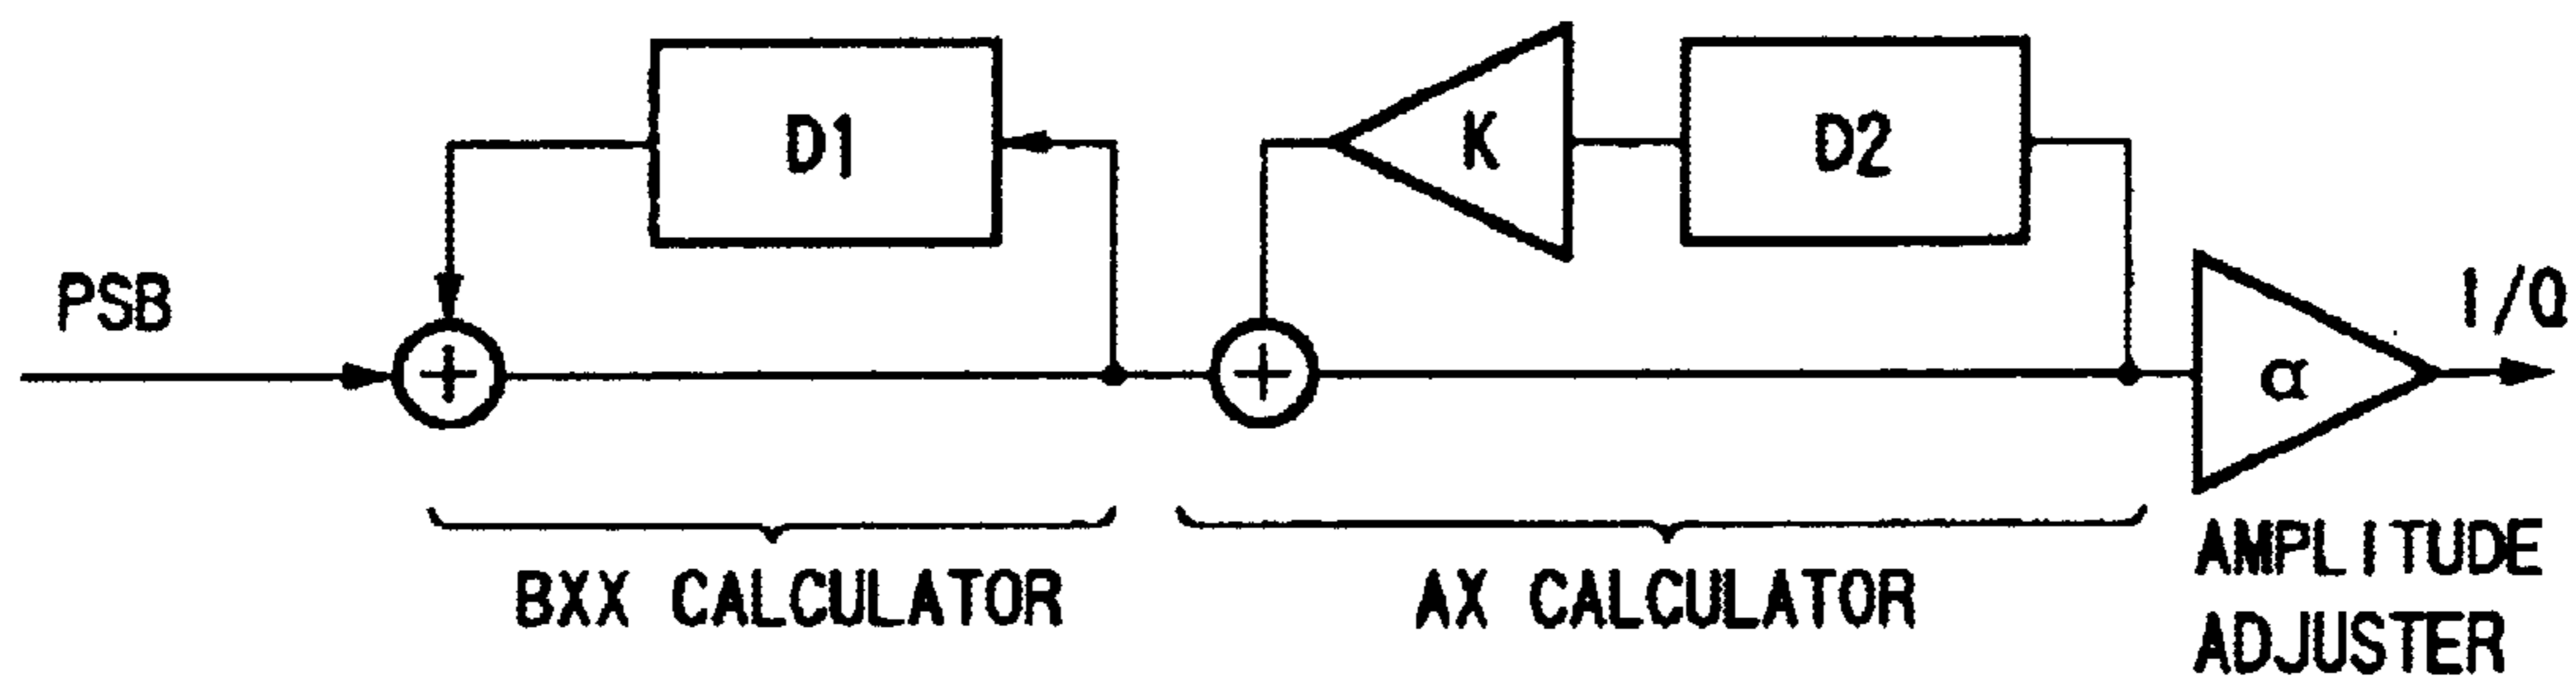 D1
K
D2
PSB
+
+
α
I/Q
BXX CALCULATOR
AX CALCULATOR
AMPLITUDE
ADJUSTER